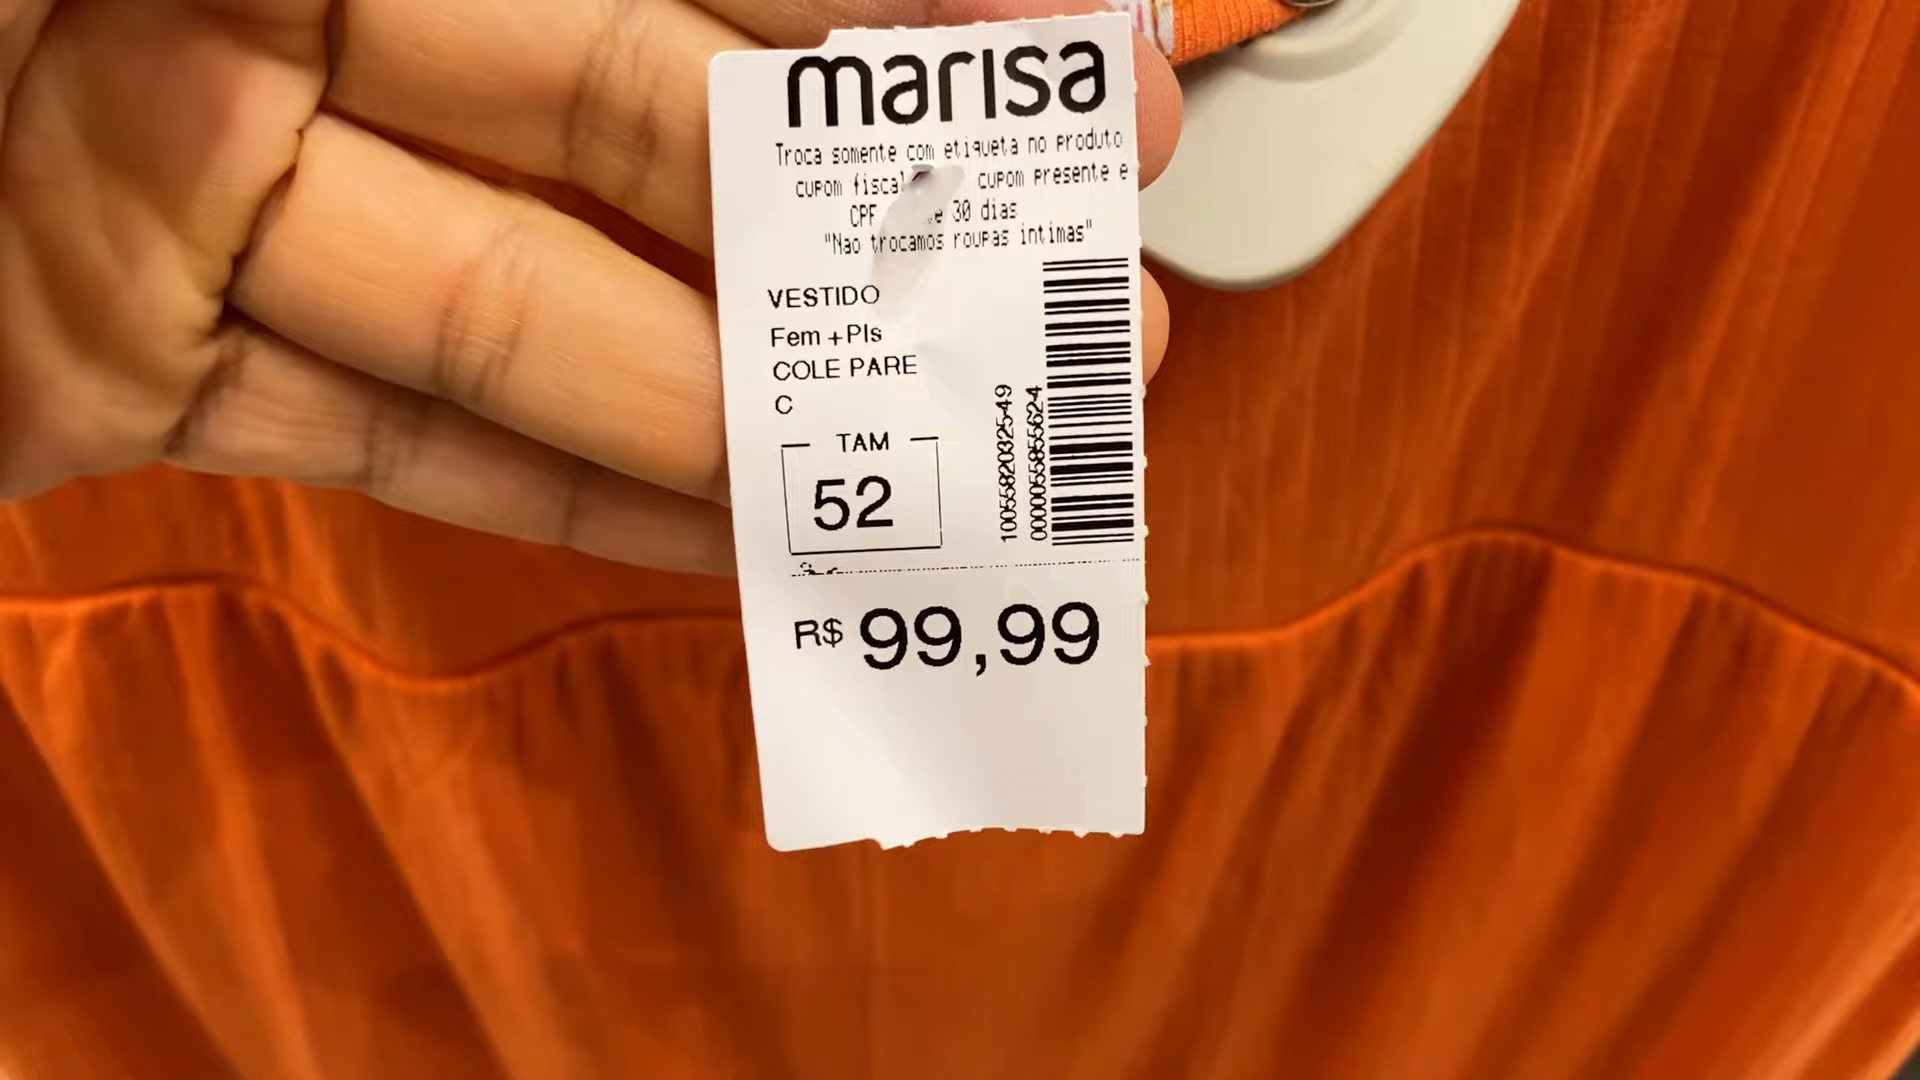 marisa
Troca somente com etiqueta no produto
cupom fiscal cupom presente e
CPF 30 dias
"Nao trocamos roupas intimas"
VESTIDO
Fem +Pls
COLE PARE
C
TAM
52
1005582032549
0000055855624
R$ 99,99